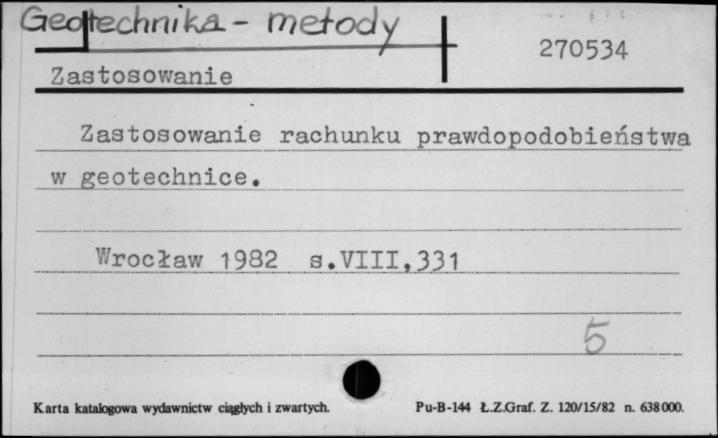 Geotechnika - metody
270534
Zastosowanie
Zastosowanie rachunku prawdopodobieństwa
w geotechnice.
Wrocław 1982 s.VIII,331
5
Karta katalogowa wydawnictw ciągłych i zwartych. Pu-B-144 Ł.Z.Graf. Z. 120/15/82 n. 638000.